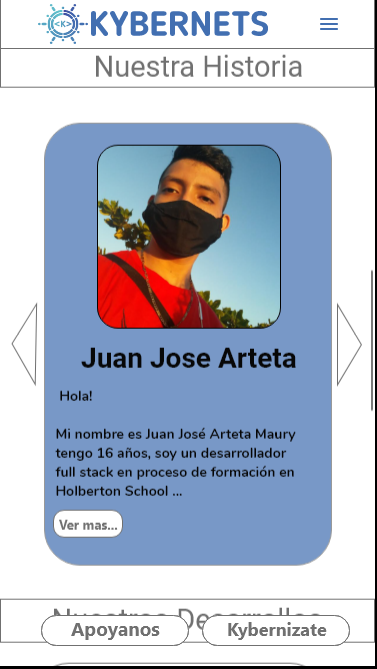 <K>
KYBERNETS
Nuestra Historia
Juan Jose Arteta
Hola!
Mi nombre es Juan José Arteta Maury
tengo 16 años, soy un desarrollador
full stack en proceso de formación en
Holberton School ...
Ver mas...
Apoyanos
Kybernizate